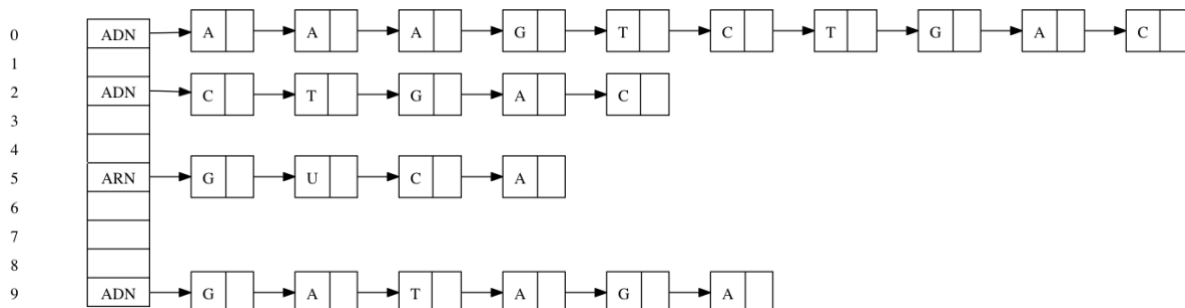 0 ADN A A A G T C T G A C
1
2 ADN C T G A C
3
4
5 ARN G U C A
6
7
8
9 ADN G A T A G A